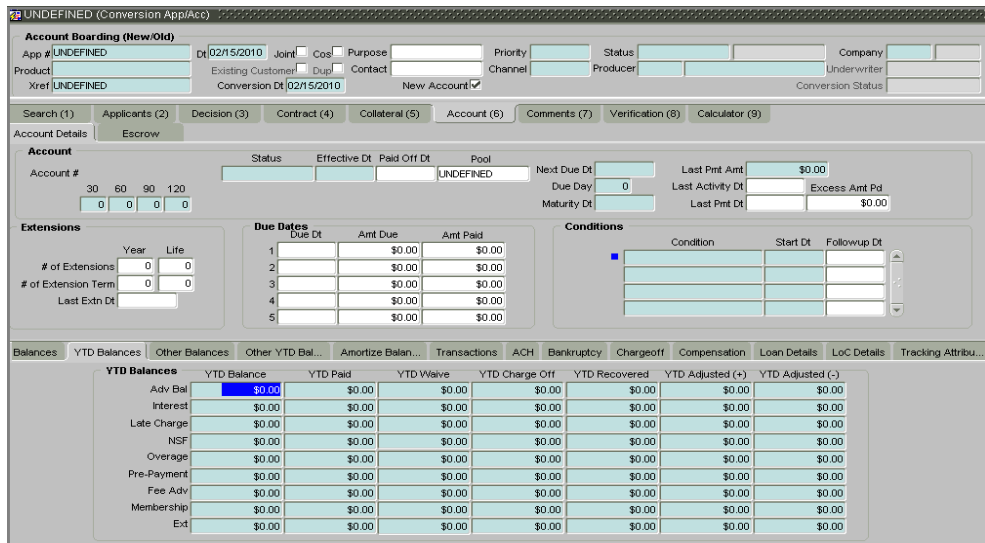 UNDEFINED (Conversion App/Acc)
Account Boarding (New/Old)
App # UNDEFINED Dt 02/15/2010 Joint Cos Purpose Priority Status Company
Product Existing Customer Dup Contact Channel Producer Underwriter
Xref UNDEFINED Conversion Dt 02/15/2010 New Account Conversion Status
Search (1) Applicants (2) Decision (3) Contract (4) Collateral (5) Account (6) Comments (7) Verification (8) Calculator (9)
Account Details Escrow
Account
Status Effective Dt Paid Off Dt Pool Next Due Dt Last Pmt Amt $0.00
Account # UNDEFINED
30 60 90 120 Due Day 0 Last Activity Dt Excess Amt Pd
0 0 0 0 Maturity Dt Last Pmt Dt $0.00
Extensions Due Dates Conditions
Due Dt Amt Due Amt Paid Condition Start Dt Followup Dt
Year Life 1 $0.00 $0.00
# of Extensions 0 0 2 $0.00 $0.00
# of Extension Term 0 0 3 $0.00 $0.00
Last Extn Dt 4 $0.00 $0.00
5 $0.00 $0.00
Balances YTD Balances Other Balances Other YTD Bal... Amortize Balan... Transactions ACH Bankruptcy Chargeoff Compensation Loan Details LoC Details Tracking Attribu...
YTD Balances
YTD Balance YTD Paid YTD Waive YTD Charge Off YTD Recovered YTD Adjusted (+) YTD Adjusted (-)
Adv Bal $0.00 $0.00 $0.00 $0.00 $0.00 $0.00 $0.00
Interest $0.00 $0.00 $0.00 $0.00 $0.00 $0.00 $0.00
Late Charge $0.00 $0.00 $0.00 $0.00 $0.00 $0.00 $0.00
NSF $0.00 $0.00 $0.00 $0.00 $0.00 $0.00 $0.00
Overage $0.00 $0.00 $0.00 $0.00 $0.00 $0.00 $0.00
Pre-Payment $0.00 $0.00 $0.00 $0.00 $0.00 $0.00 $0.00
Fee Adv $0.00 $0.00 $0.00 $0.00 $0.00 $0.00 $0.00
Membership $0.00 $0.00 $0.00 $0.00 $0.00 $0.00 $0.00
Ext $0.00 $0.00 $0.00 $0.00 $0.00 $0.00 $0.00